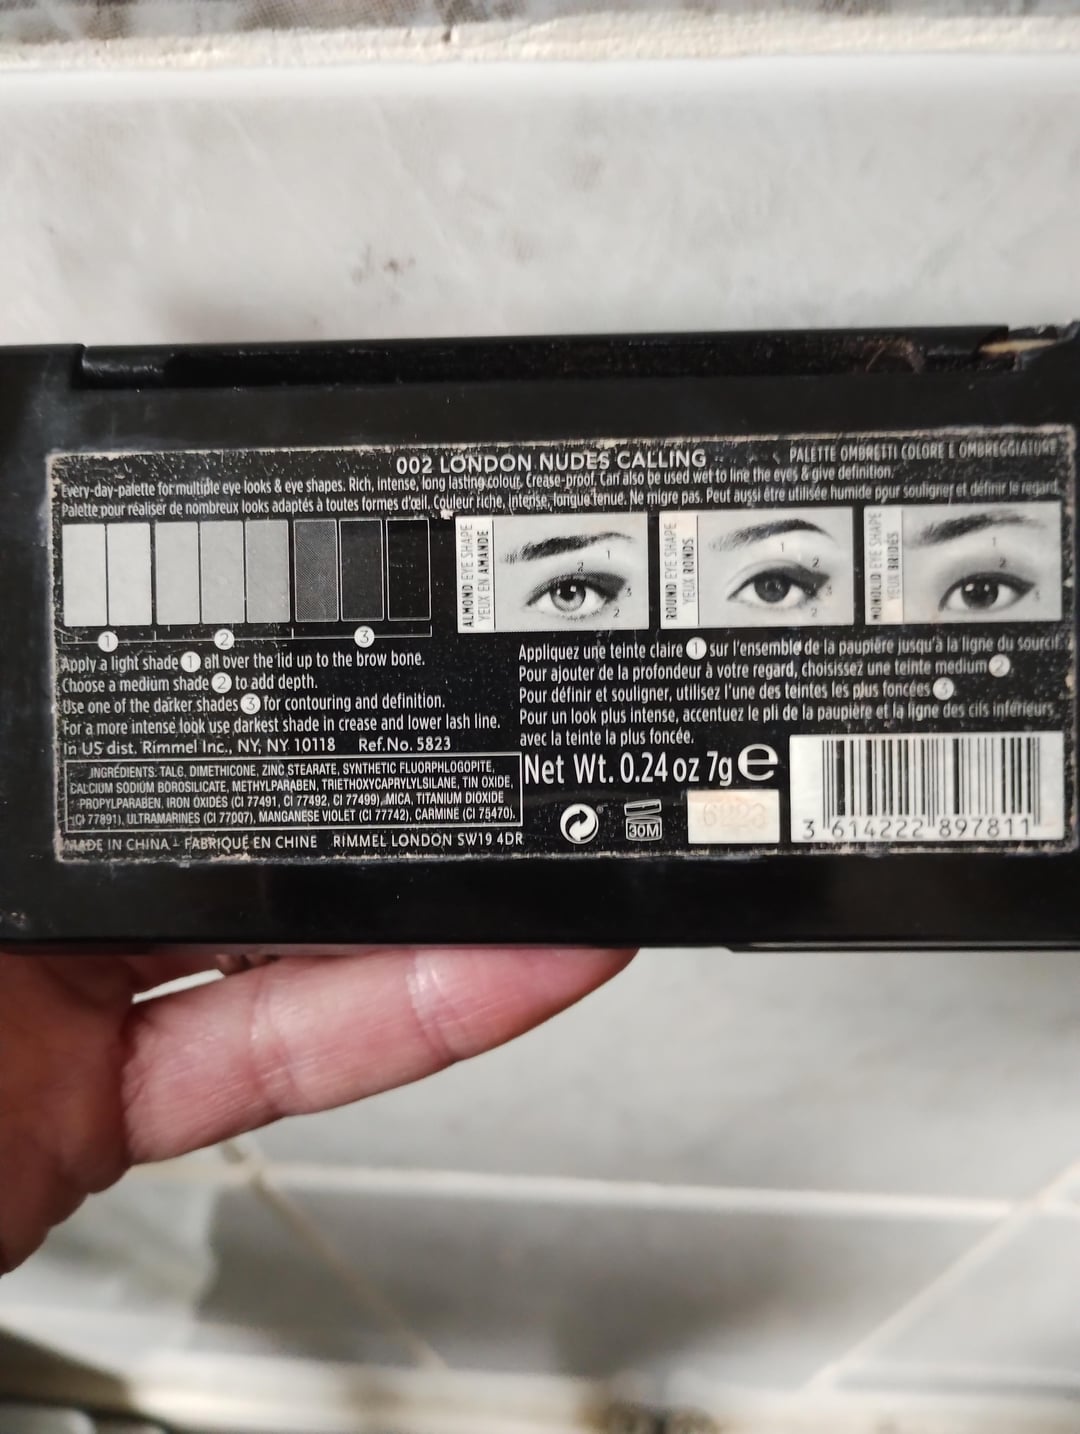 002 LONDON NUDES CALLING
PALETTE OMBRETTI COLORE E OMBREGGIATURE
Every-day-palette for multiple eye looks & eye shapes. Rich, intense, long lasting colour. Crease-proof. Can also be used wet to line the eyes & give definition.
Palette pour réaliser de nombreux looks adaptés à toutes formes d'œil. Couleur riche, intense, longue tenue. Ne migre pas. Peut aussi être utilisée humide pour souligner et définir le regard.
1 2 3
ALMOND EYE SHAPE
YEUX EN AMANDE
1
2
3
2
ROUND EYE SHAPE
YEUX RONDS
1
2
3
2
MONOLID EYE SHAPE
YEUX BRIDÉS
1
2
3
Apply a light shade 1 all over the lid up to the brow bone.
Choose a medium shade 2 to add depth.
Use one of the darker shades 3 for contouring and definition.
For a more intense look use darkest shade in crease and lower lash line.
In US dist. Rimmel Inc., NY, NY 10118 Ref.No. 5823
Appliquez une teinte claire 1 sur l'ensemble de la paupière jusqu'à la ligne du sourcil.
Pour ajouter de la profondeur à votre regard, choisissez une teinte medium 2
Pour définir et souligner, utilisez l'une des teintes les plus foncées 3
Pour un look plus intense, accentuez le pli de la paupière et la ligne des cils inférieurs
avec la teinte la plus foncée.
INGREDIENTS: TALC, DIMETHICONE, ZINC STEARATE, SYNTHETIC FLUORPHLOGOPITE,
CALCIUM SODIUM BOROSILICATE, METHYLPARABEN, TRIETHOXYCAPRYLYLSILANE, TIN OXIDE,
PROPYLPARABEN, IRON OXIDES (CI 77491, CI 77492, CI 77499), MICA, TITANIUM DIOXIDE
(CI 77891), ULTRAMARINES (CI 77007), MANGANESE VIOLET (CI 77742), CARMINE (CI 75470).
MADE IN CHINA - FABRIQUÉ EN CHINE RIMMEL LONDON SW19 4DR
Net Wt. 0.24 oz 7g e
30M
6223
3 614222 897811